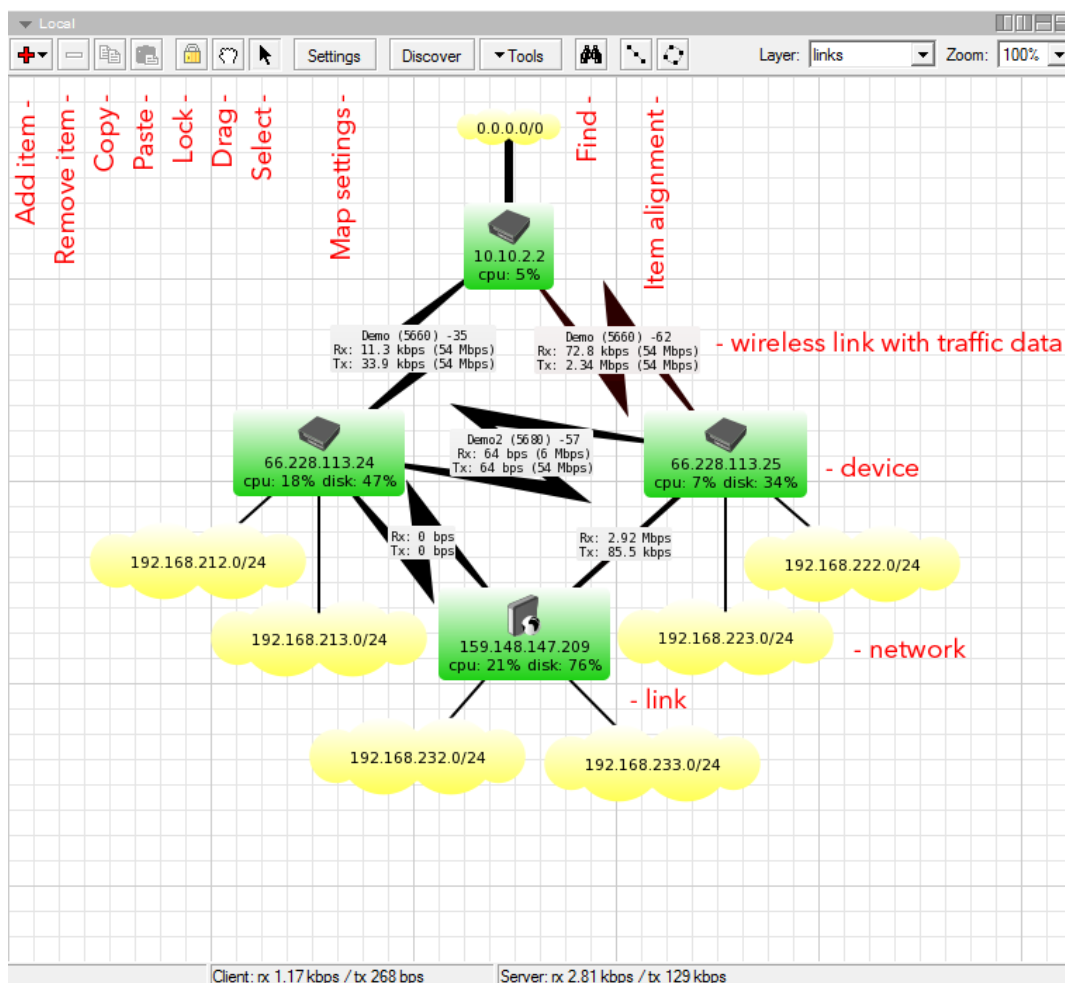 Local
Settings
Discover
Tools
Layer: links
Zoom: 100%
Add item -
Remove item -
Copy -
Paste -
Lock -
Drag -
Select -
Map settings -
Find -
Item alignment -
0.0.0.0/0
10.10.2.2
cpu: 5%
Demo (5660) -35
Rx: 11.3 kbps (54 Mbps)
Tx: 33.9 kbps (54 Mbps)
Demo (5660) -62
Rx: 72.8 kbps (54 Mbps)
Tx: 2.34 Mbps (54 Mbps)
- wireless link with traffic data
66.228.113.24
cpu: 18% disk: 47%
Demo2 (5680) -57
Rx: 64 bps (6 Mbps)
Tx: 64 bps (54 Mbps)
66.228.113.25
cpu: 7% disk: 34%
- device
Rx: 0 bps
Tx: 0 bps
Rx: 2.92 Mbps
Tx: 85.5 kbps
192.168.212.0/24
192.168.222.0/24
192.168.213.0/24
192.168.223.0/24
- network
159.148.147.209
cpu: 21% disk: 76%
- link
192.168.232.0/24
192.168.233.0/24
Client: rx 1.17 kbps / tx 268 bps
Server: rx 2.81 kbps / tx 129 kbps